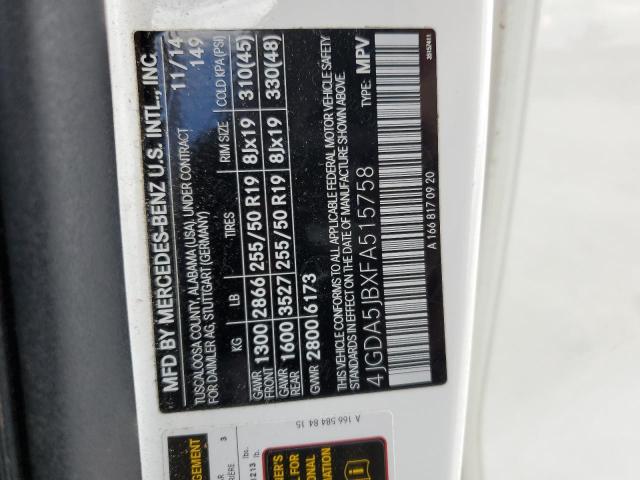 MFD BY MERCEDES-BENZ U.S. INTL., INC.
TUSCALOOSA COUNTY, ALABAMA (USA), UNDER CONTRACT 11/14
FOR DAIMLER AG, STUTTGART (GERMANY) 149
KG LB TIRES RIM SIZE COLD KPA(PSI)
GAWR FRONT 1300 2866 255/50 R19 8Jx19 310(45)
GAWR REAR 1600 3527 255/50 R19 8Jx19 330(48)
GVWR 2800 6173
THIS VEHICLE CONFORMS TO ALL APPLICABLE FEDERAL MOTOR VEHICLE SAFETY
STANDARDS IN EFFECT ON THE DATE OF MANUFACTURE SHOWN ABOVE.
4JGDA5JBXFA515758 TYPE: MPV
A 166 817 09 20
A 166 584 84 15
3
lbs.
lb.